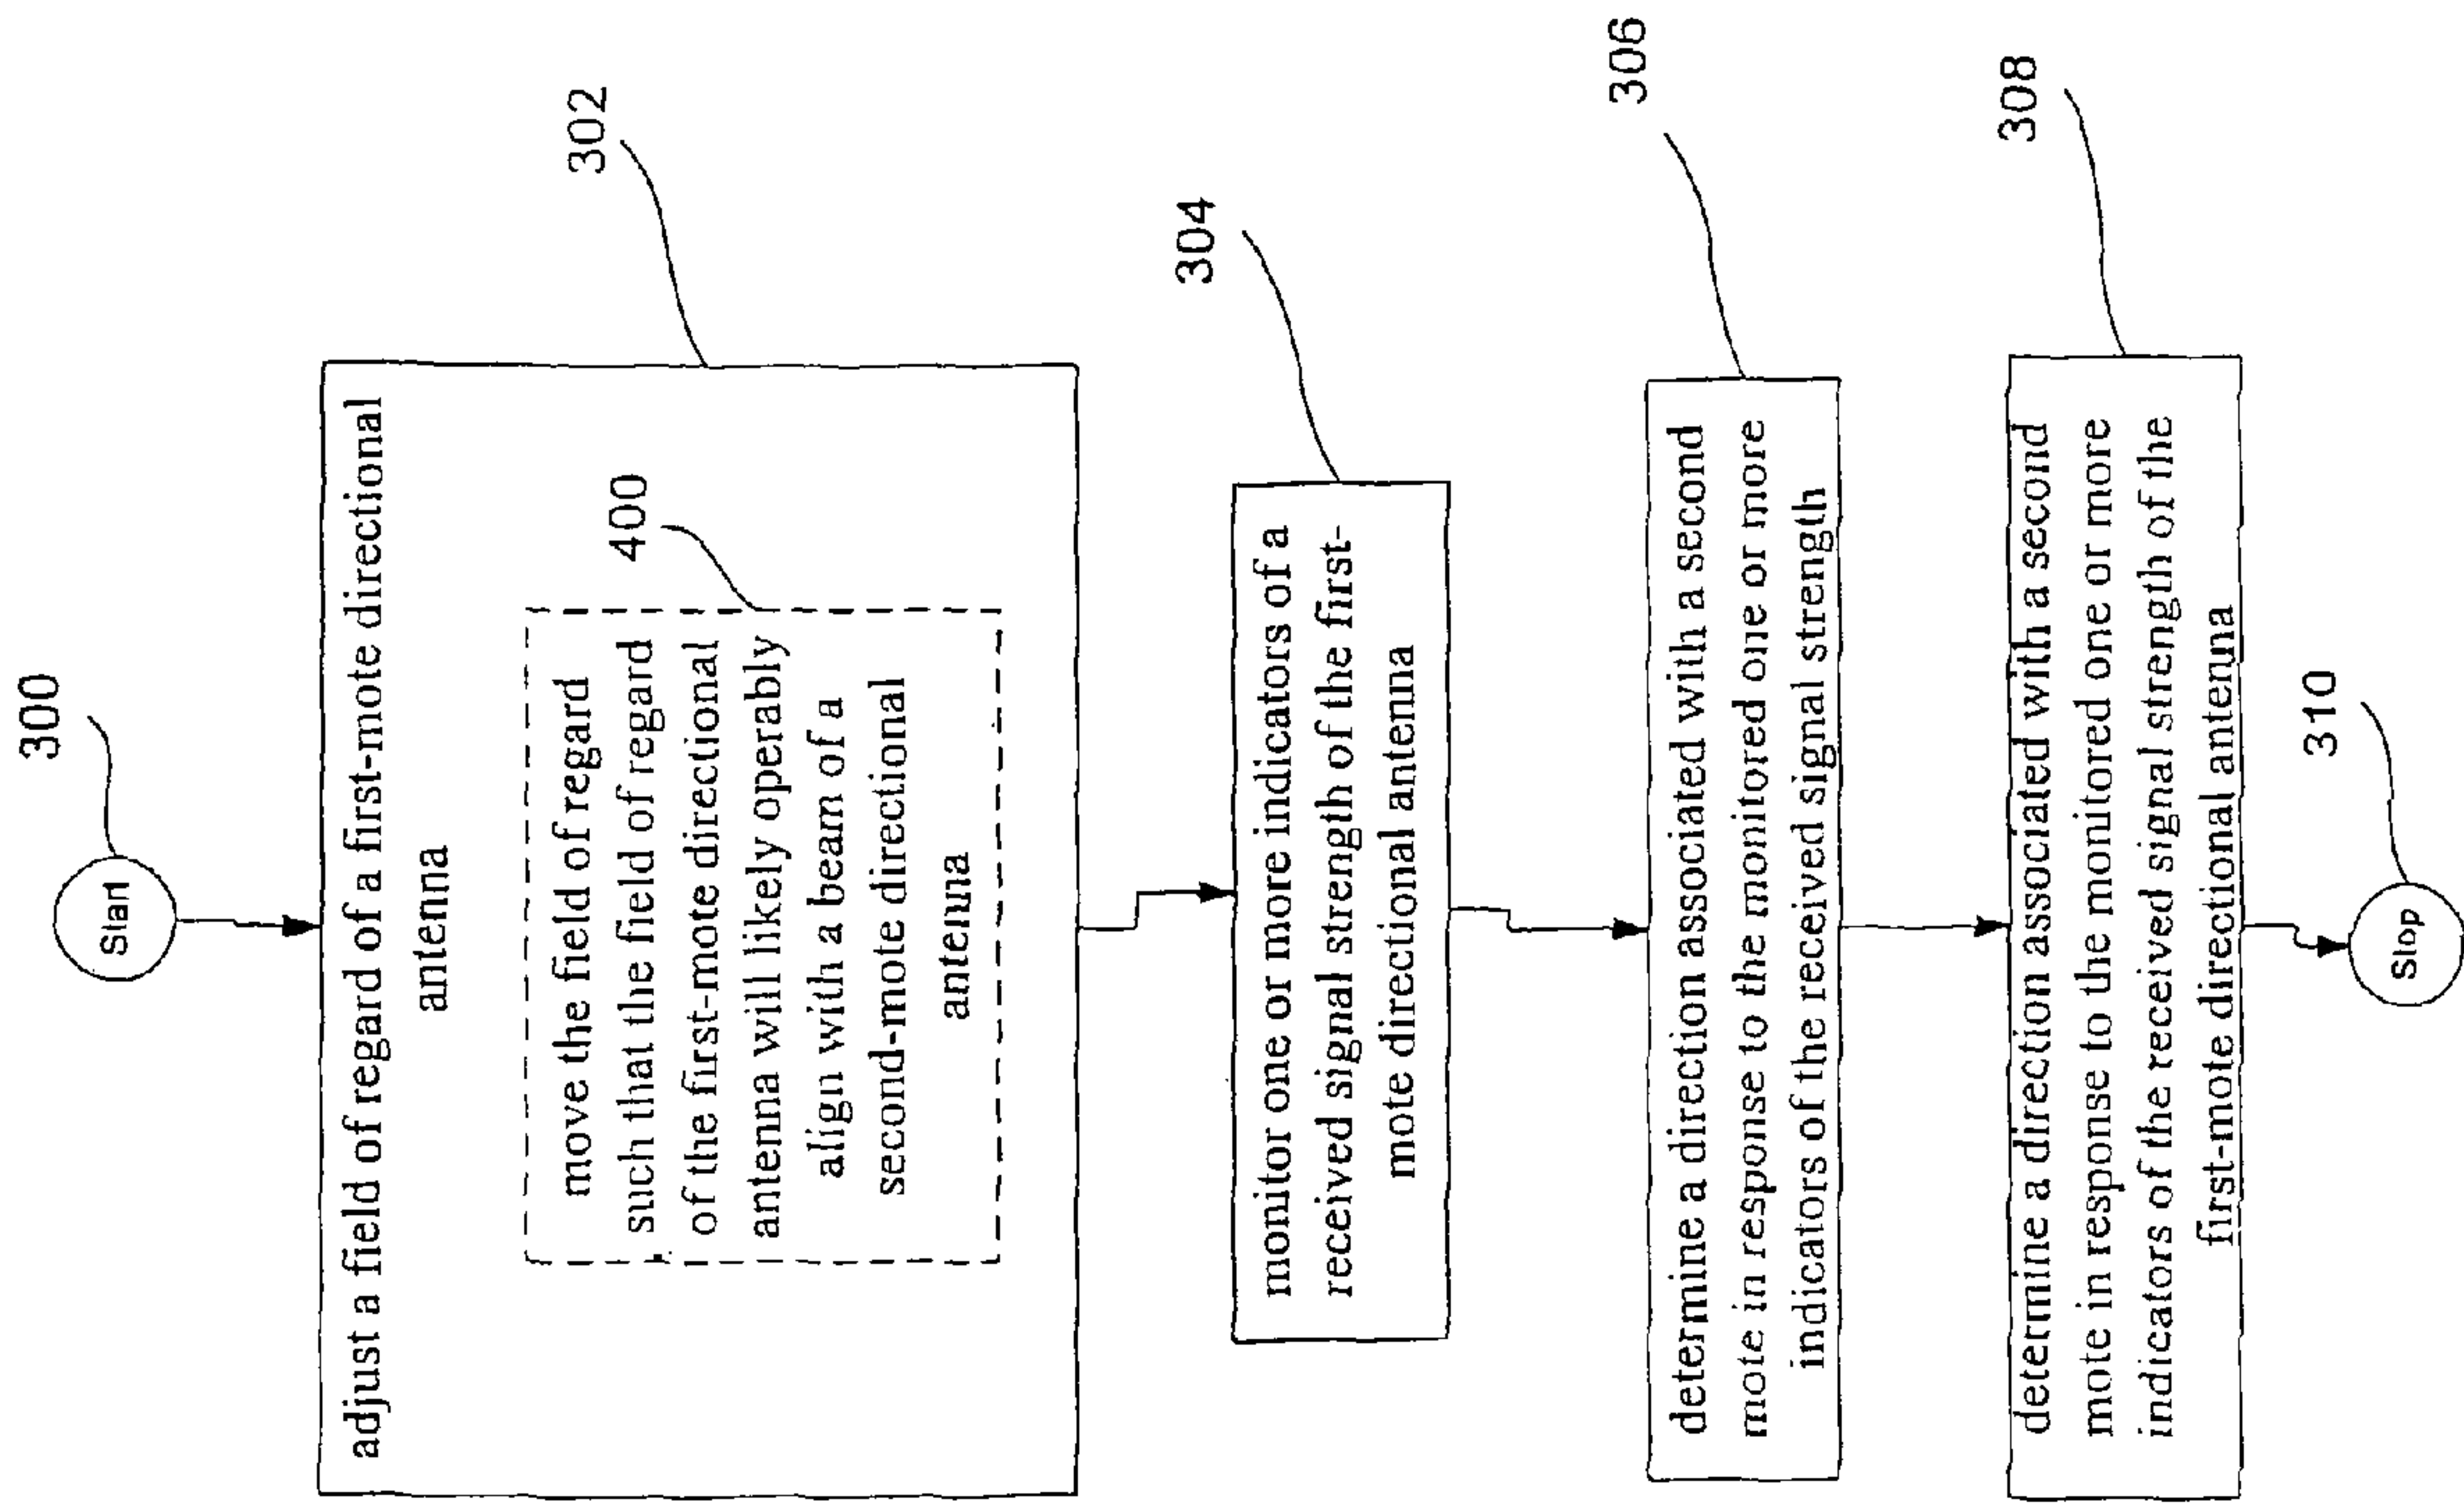 300
Start
302
adjust a field of regard of a first-mote directional
antenna
400
move the field of regard
such that the field of regard
of the first-mote directional
antenna will likely operably
align with a beam of a
second-mote directional
antenna
304
monitor one or more indicators of a
received signal strength of the first-
mote directional antenna
306
determine a direction associated with a second
mote in response to the monitored one or more
indicators of the received signal strength
308
determine a direction associated with a second
mote in response to the monitored one or more
indicators of the received signal strength of the
first-mote directional antenna
310
Stop